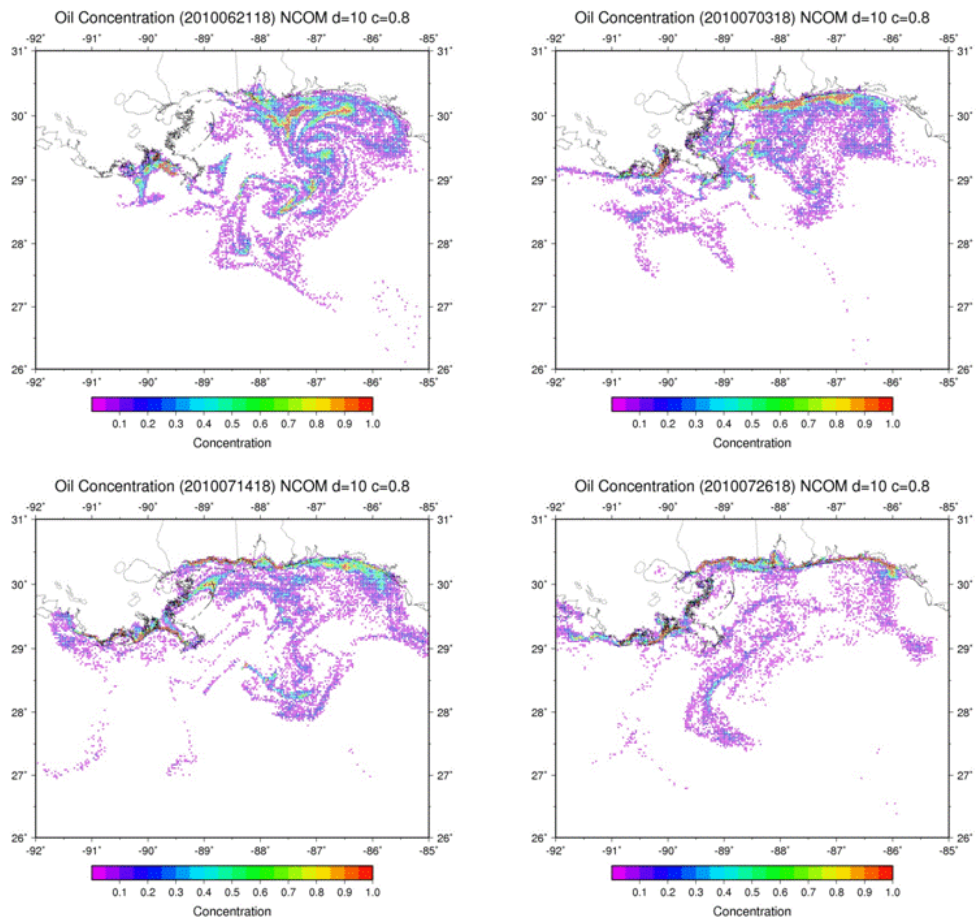 Oil Concentration (2010062118) NCOM d=10 c=0.8
-92˚ -91˚ -90˚ -89˚ -88˚ -87˚ -86˚ -85˚
31˚ 31˚
30˚ 30˚
29˚ 29˚
28˚ 28˚
27˚ 27˚
26˚ 26˚
-92˚ -91˚ -90˚ -89˚ -88˚ -87˚ -86˚ -85˚
0.1 0.2 0.3 0.4 0.5 0.6 0.7 0.8 0.9 1.0
Concentration
Oil Concentration (2010070318) NCOM d=10 c=0.8
-92˚ -91˚ -90˚ -89˚ -88˚ -87˚ -86˚ -85˚
31˚ 31˚
30˚ 30˚
29˚ 29˚
28˚ 28˚
27˚ 27˚
26˚ 26˚
-92˚ -91˚ -90˚ -89˚ -88˚ -87˚ -86˚ -85˚
0.1 0.2 0.3 0.4 0.5 0.6 0.7 0.8 0.9 1.0
Concentration
Oil Concentration (2010071418) NCOM d=10 c=0.8
-92˚ -91˚ -90˚ -89˚ -88˚ -87˚ -86˚ -85˚
31˚ 31˚
30˚ 30˚
29˚ 29˚
28˚ 28˚
27˚ 27˚
26˚ 26˚
-92˚ -91˚ -90˚ -89˚ -88˚ -87˚ -86˚ -85˚
0.1 0.2 0.3 0.4 0.5 0.6 0.7 0.8 0.9 1.0
Concentration
Oil Concentration (2010072618) NCOM d=10 c=0.8
-92˚ -91˚ -90˚ -89˚ -88˚ -87˚ -86˚ -85˚
31˚ 31˚
30˚ 30˚
29˚ 29˚
28˚ 28˚
27˚ 27˚
26˚ 26˚
-92˚ -91˚ -90˚ -89˚ -88˚ -87˚ -86˚ -85˚
0.1 0.2 0.3 0.4 0.5 0.6 0.7 0.8 0.9 1.0
Concentration